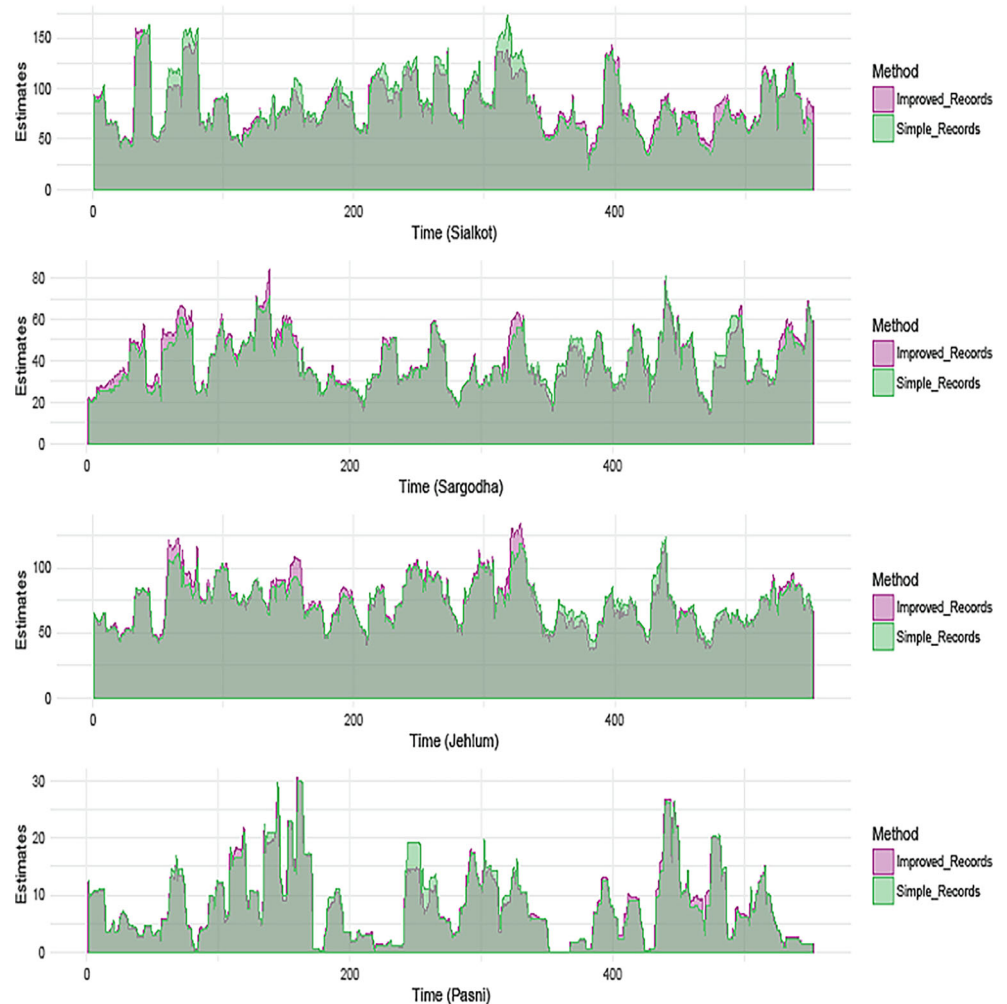 150
100
50
0
Estimates
0
200
400
Time (Sialkot)
Method
Improved_Records
Simple_Records
80
60
40
20
0
Estimates
0
200
400
Time (Sargodha)
Method
Improved_Records
Simple_Records
100
50
0
Estimates
0
200
400
Time (Jehlum)
Method
Improved_Records
Simple_Records
30
20
10
0
Estimates
0
200
400
Time (Pasni)
Method
Improved_Records
Simple_Records